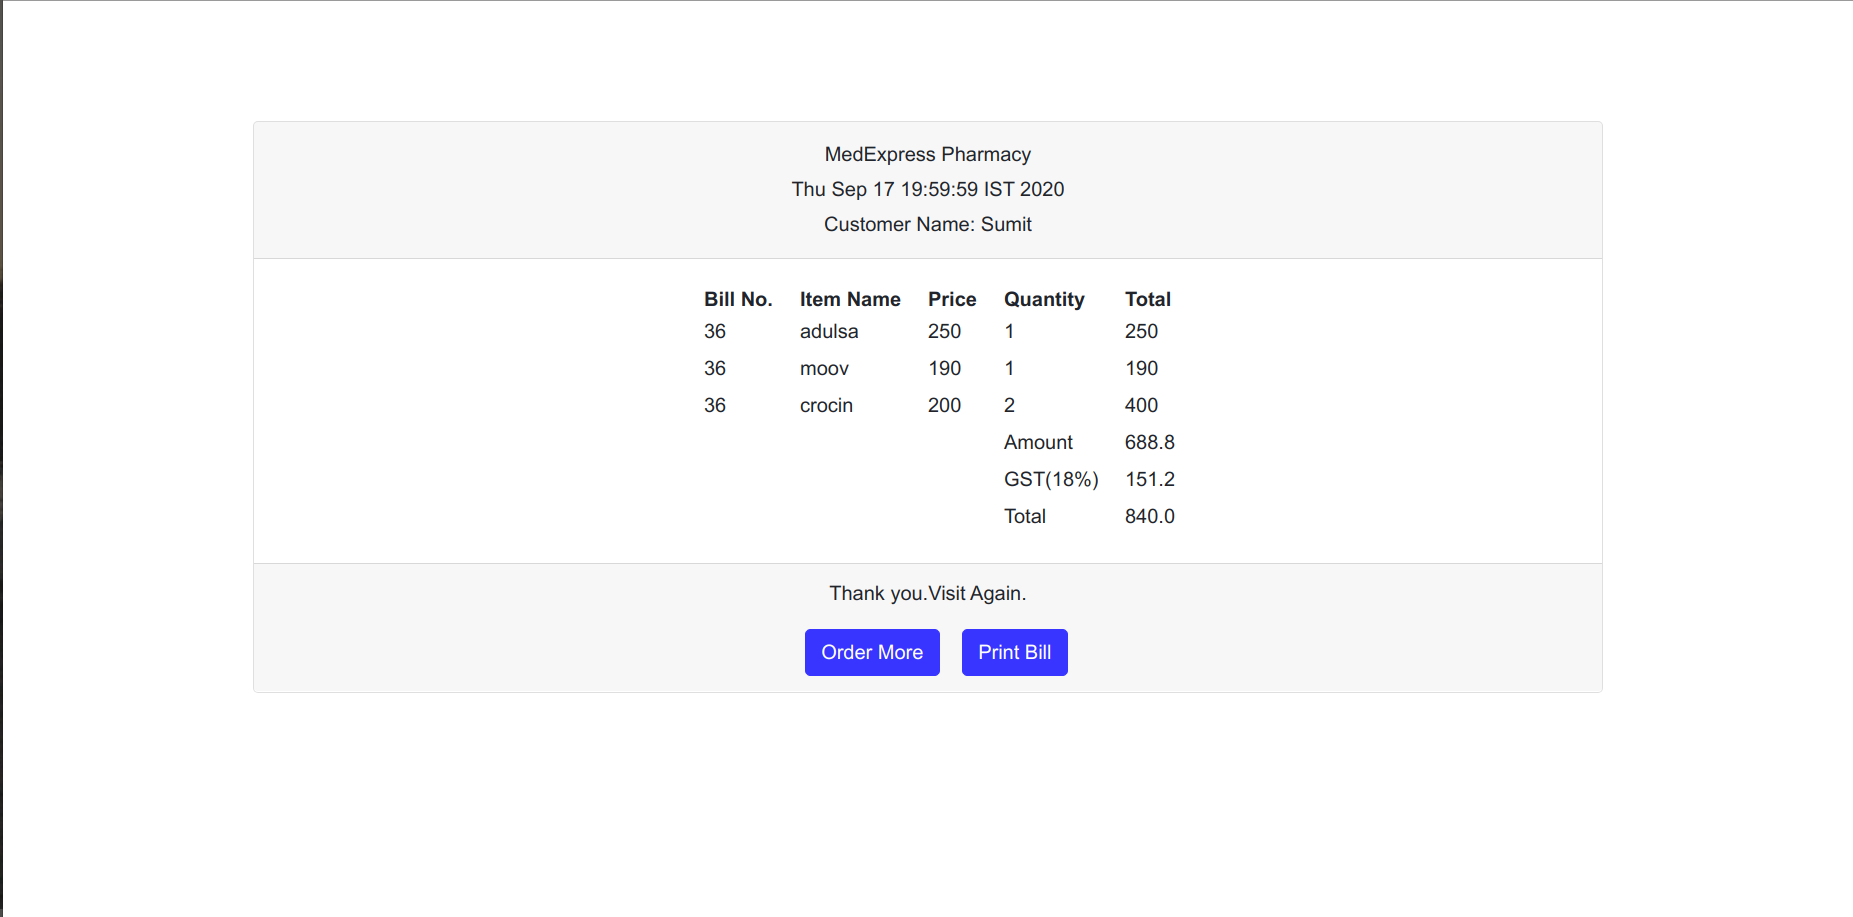 MedExpress Pharmacy
Thu Sep 17 19:59:59 IST 2020
Customer Name: Sumit
Bill No. Item Name Price Quantity Total
36 adulsa 250 1 250
36 moov 190 1 190
36 crocin 200 2 400
Amount 688.8
GST(18%) 151.2
Total 840.0
Thank you.Visit Again.
Order More Print Bill